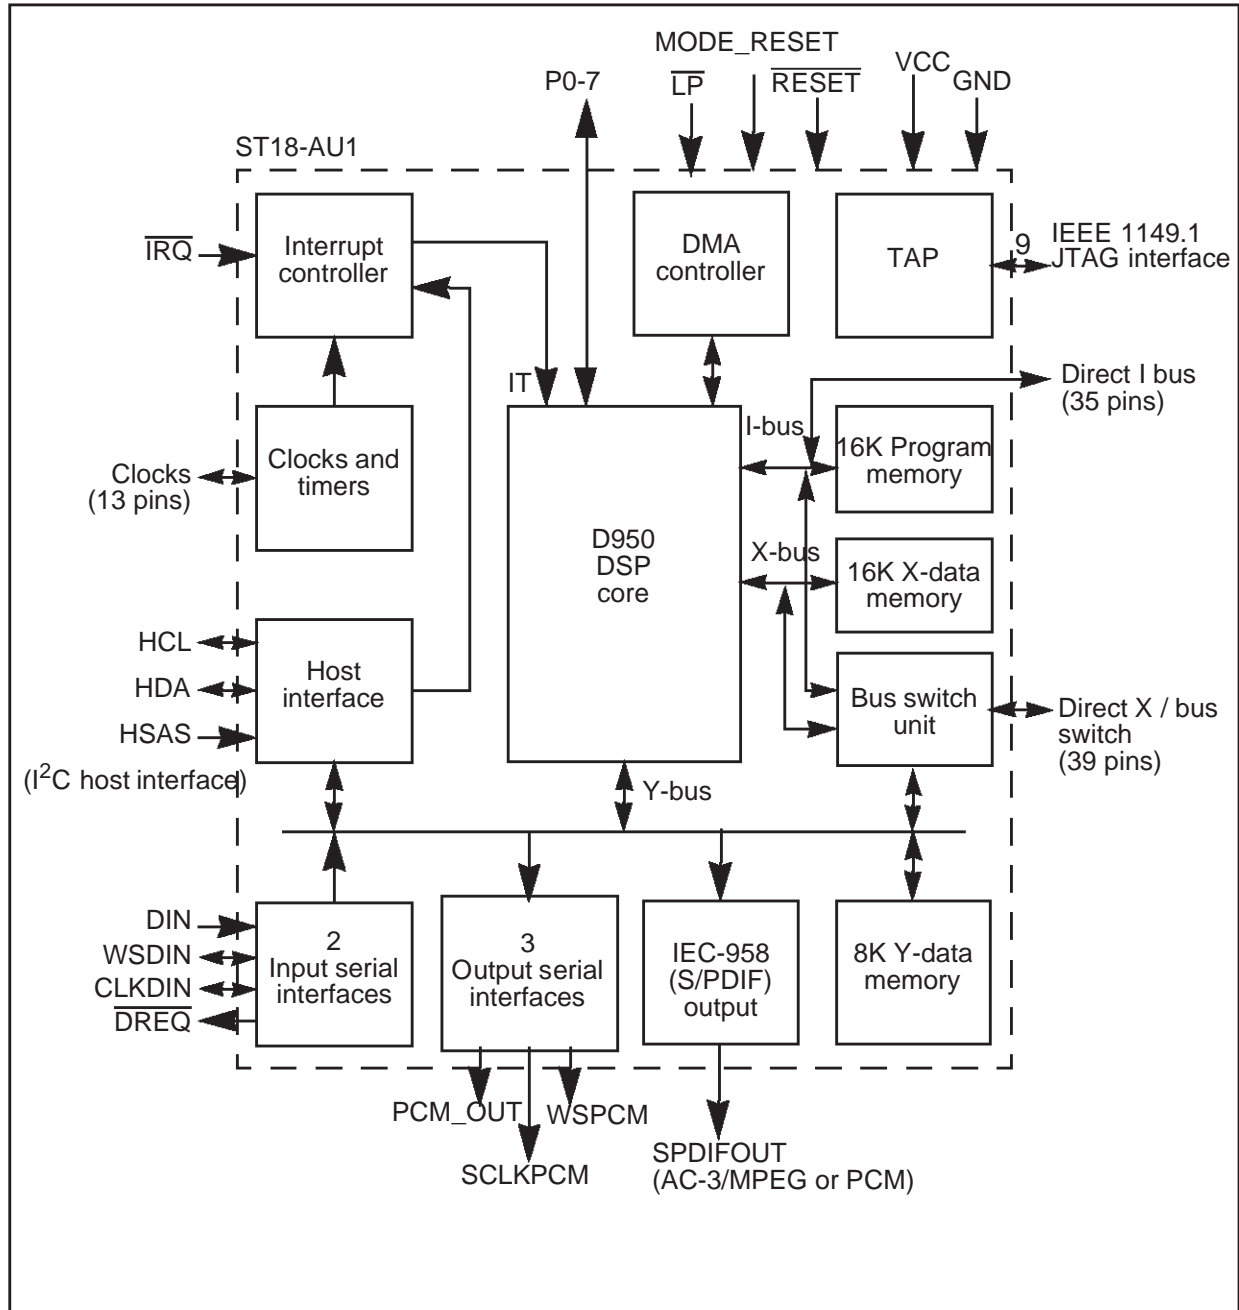 MODE_RESET
P0-7
LP
RESET
VCC
GND
ST18-AU1
IRQ
Interrupt
controller
DMA
controller
TAP
9
IEEE 1149.1
JTAG interface
IT
Direct I bus
(35 pins)
I-bus
16K Program
memory
Clocks
(13 pins)
Clocks and
timers
D950
DSP
core
X-bus
16K X-data
memory
HCL
HDA
HSAS
(I²C host interface)
Host
interface
Bus switch
unit
Direct X / bus
switch
(39 pins)
Y-bus
DIN
WSDIN
CLKDIN
DREQ
2
Input serial
interfaces
3
Output serial
interfaces
IEC-958
(S/PDIF)
output
8K Y-data
memory
PCM_OUT
WSPCM
SCLKPCM
SPDIFOUT
(AC-3/MPEG or PCM)